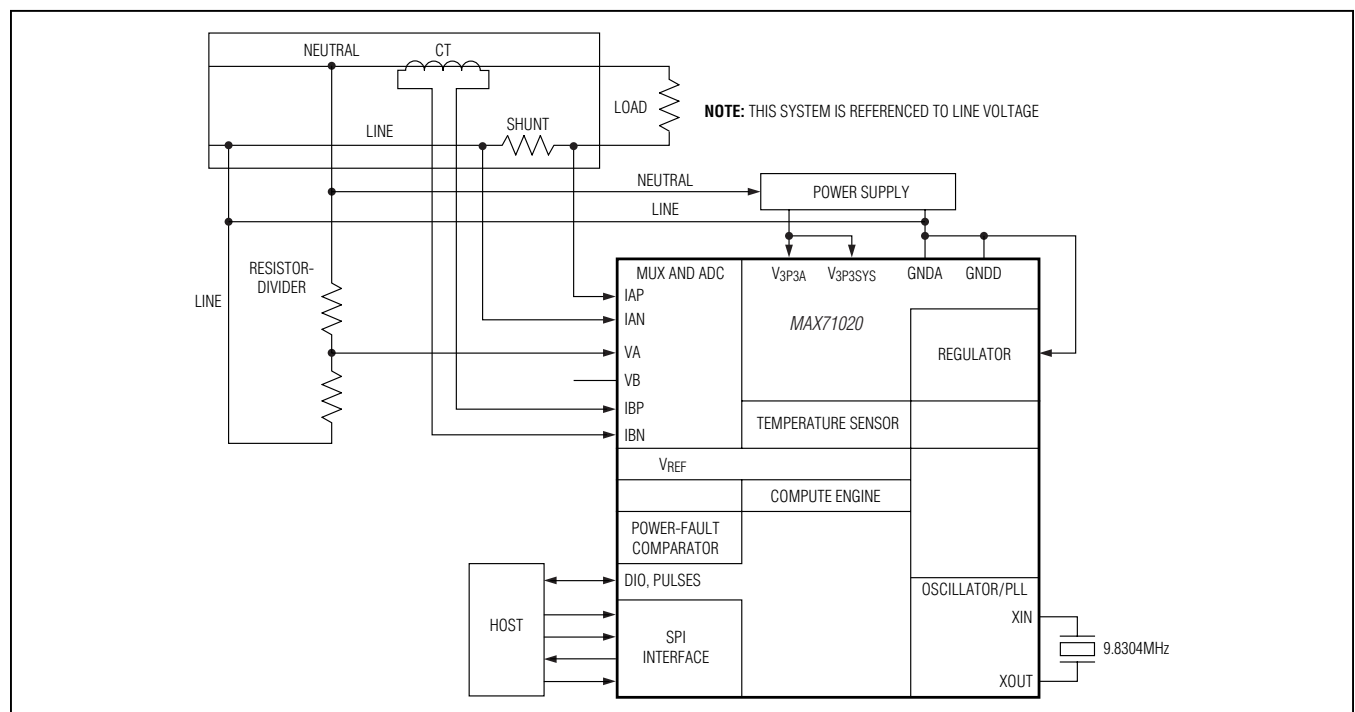 NEUTRAL
CT
LOAD
NOTE: THIS SYSTEM IS REFERENCED TO LINE VOLTAGE
LINE
SHUNT
NEUTRAL
POWER SUPPLY
LINE
RESISTOR-
DIVIDER
LINE
MUX AND ADC
V3P3A
V3P3SYS
GNDA
GNDD
IAP
IAN
MAX71020
VA
REGULATOR
VB
IBP
TEMPERATURE SENSOR
IBN
VREF
COMPUTE ENGINE
POWER-FAULT
COMPARATOR
DIO, PULSES
OSCILLATOR/PLL
HOST
SPI
INTERFACE
XIN
9.8304MHz
XOUT